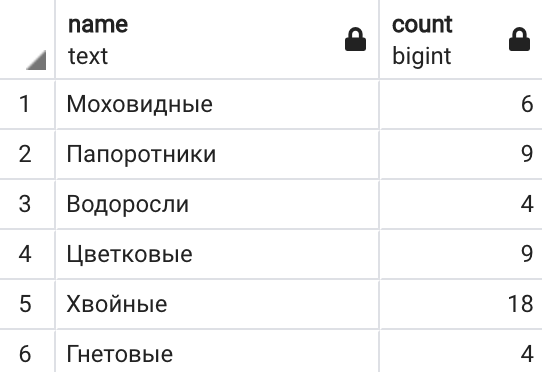 name count
text bigint
1 Моховидные 6
2 Папоротники 9
3 Водоросли 4
4 Цветковые 9
5 Хвойные 18
6 Гнетовые 4